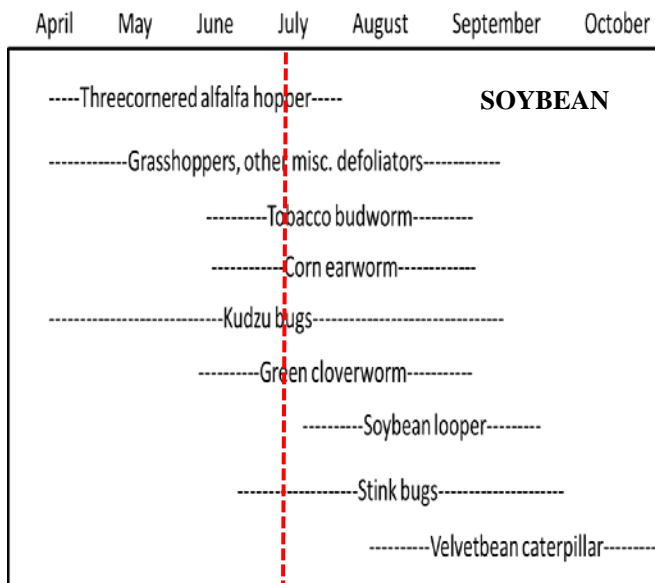 April May June July August September October
-----Threecornered alfalfa hopper-----
SOYBEAN
------------Grasshoppers, other misc. defoliators------------
----------Tobacco budworm----------
------------Corn earworm-------------
----------------------------Kudzu bugs-------------------------------
----------Green cloverworm-----------
----------Soybean looper---------
--------------------Stink bugs--------------------
----------Velvetbean caterpillar---------